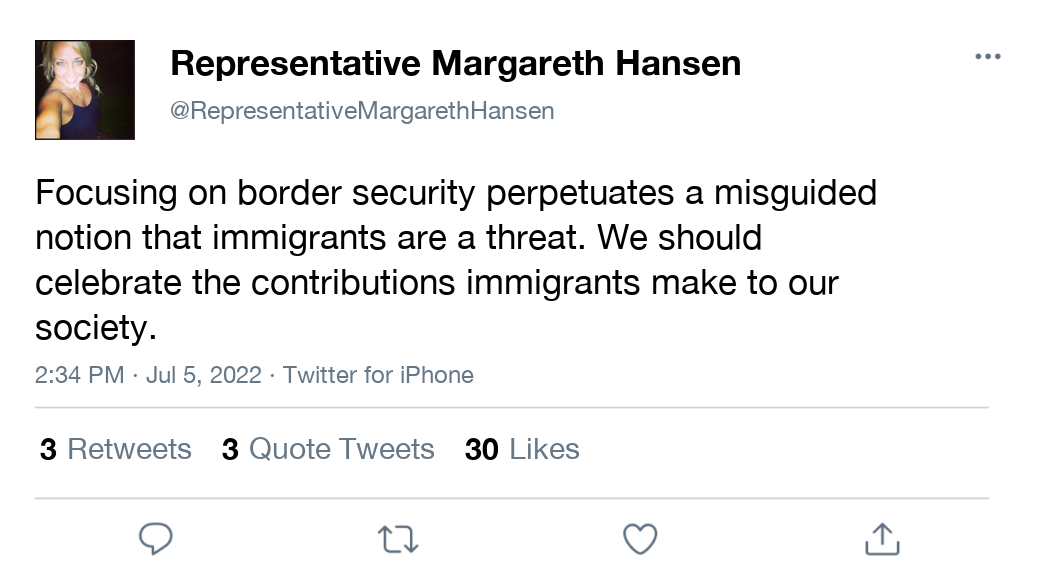 Representative Margareth Hansen
@RepresentativeMargarethHansen
Focusing on border security perpetuates a misguided
notion that immigrants are a threat. We should
celebrate the contributions immigrants make to our
society.
2:34 PM · Jul 5, 2022 · Twitter for iPhone
3 Retweets 3 Quote Tweets 30 Likes